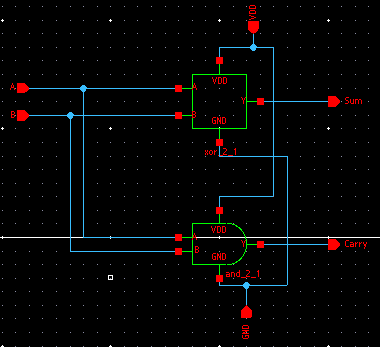 VDD
A
A
VDD
Y
Sum
B
B
GND
xor_2_1
VDD
A
Y
Carry
B
GND
and_2_1
GND